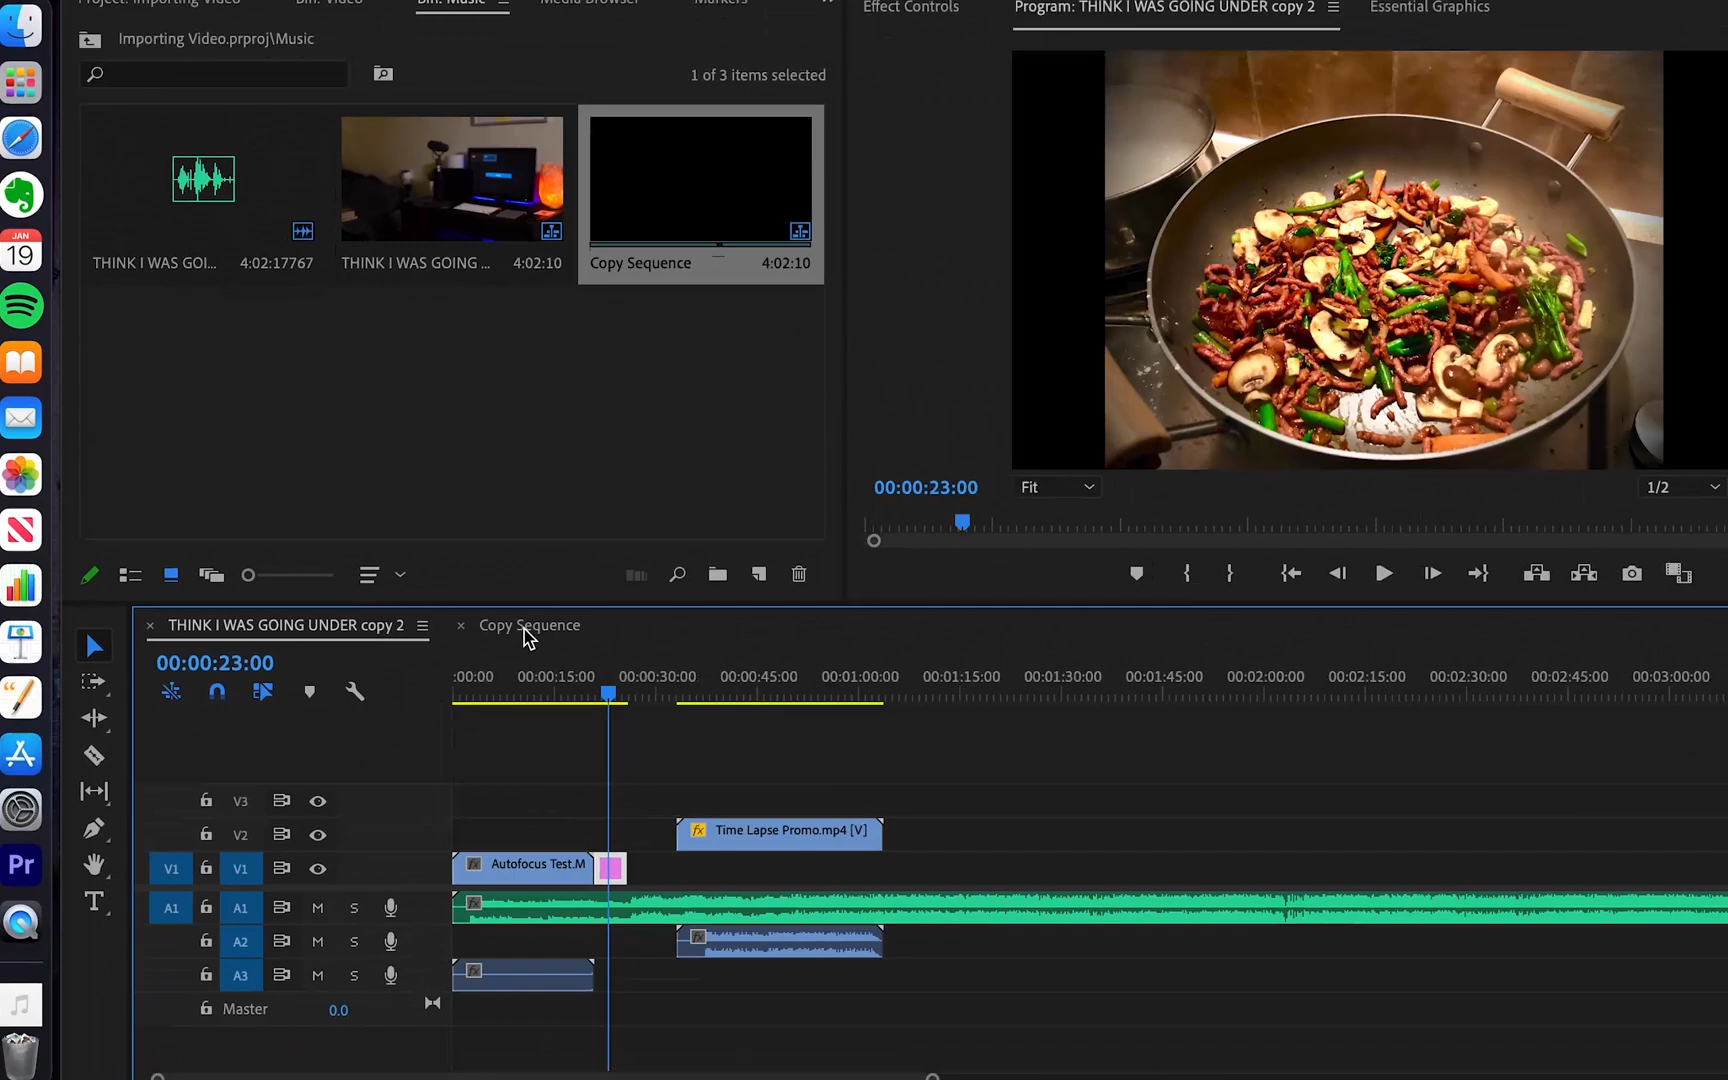 Project: Importing Video
Bin: Video
Bin: Music
Media Browser
Markers
Effect Controls
Program: THINK I WAS GOING UNDER copy 2
Essential Graphics
Importing Video.prproj\Music
1 of 3 items selected
THINK I WAS GOI... 4:02:17767
THINK I WAS GOING ... 4:02:10
Copy Sequence 4:02:10
JAN
19
00:00:23:00
Fit
1/2
THINK I WAS GOING UNDER copy 2
Copy Sequence
00:00:23:00
:00:00 00:00:15:00 00:00:30:00 00:00:45:00 00:01:00:00 00:01:15:00 00:01:30:00 00:01:45:00 00:02:00:00 00:02:15:00 00:02:30:00 00:02:45:00 00:03:00:00
V3
V2
fx Time Lapse Promo.mp4 [V]
V1 V1
fx Autofocus Test.M
A1 A1 M S
fx
A2 M S
fx
A3 M S
fx
Master 0.0
Pr
T